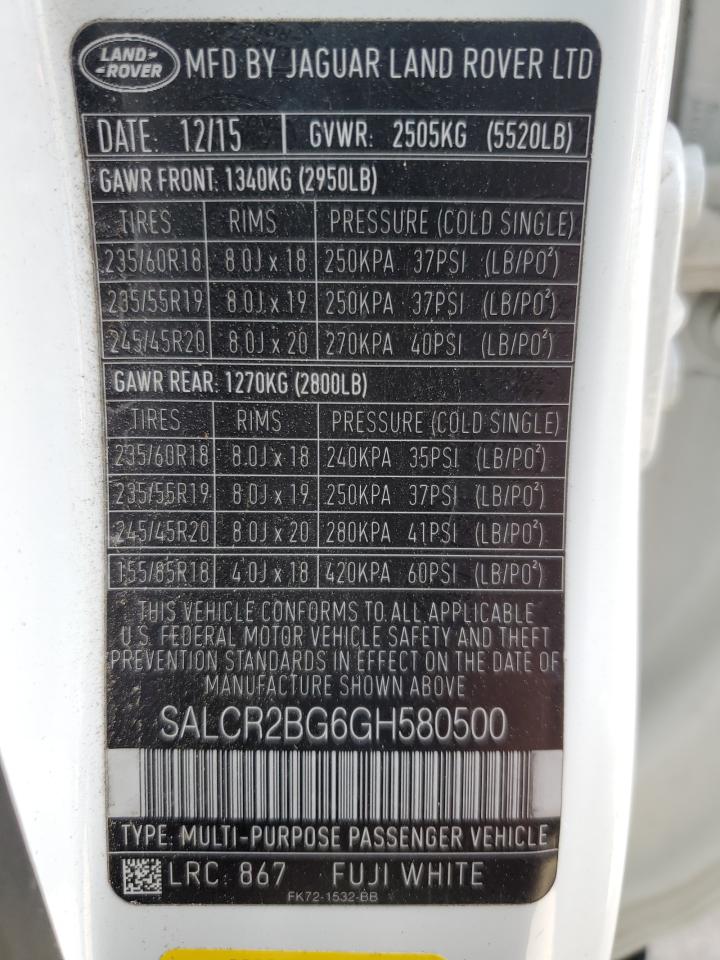 LAND ROVER MFD BY JAGUAR LAND ROVER LTD
DATE: 12/15 GVWR: 2505KG (5520LB)
GAWR FRONT: 1340KG (2950LB)
TIRES RIMS PRESSURE (COLD SINGLE)
235/60R18 8.0J x 18 250KPA 37PSI (LB/PO²)
235/55R19 8.0J x 19 250KPA 37PSI (LB/PO²)
245/45R20 8.0J x 20 270KPA 40PSI (LB/PO²)
GAWR REAR: 1270KG (2800LB)
TIRES RIMS PRESSURE (COLD SINGLE)
235/60R18 8.0J x 18 240KPA 35PSI (LB/PO²)
235/55R19 8.0J x 19 250KPA 37PSI (LB/PO²)
245/45R20 8.0J x 20 280KPA 41PSI (LB/PO²)
155/85R18 4.0J x 18 420KPA 60PSI (LB/PO²)
THIS VEHICLE CONFORMS TO ALL APPLICABLE
U.S. FEDERAL MOTOR VEHICLE SAFETY AND THEFT
PREVENTION STANDARDS IN EFFECT ON THE DATE OF
MANUFACTURE SHOWN ABOVE
SALCR2BG6GH580500
TYPE: MULTI-PURPOSE PASSENGER VEHICLE
LRC: 867 FUJI WHITE
FK72-1532-BB